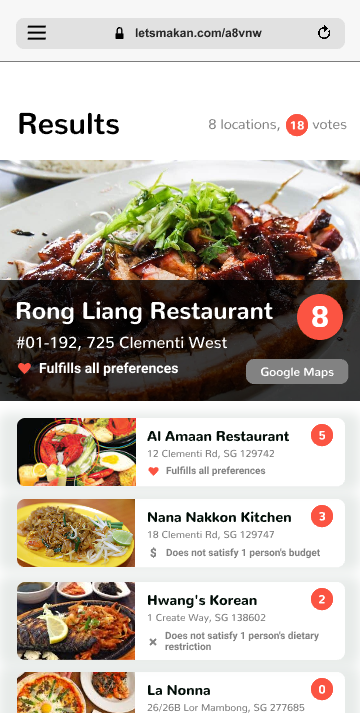 letsmakan.com/a8vnw
Results
8 locations, 18 votes
Rong Liang Restaurant
8
#01-192, 725 Clementi West
Fulfills all preferences
Google Maps
Al Amaan Restaurant
5
12 Clementi Rd, SG 129742
Fulfills all preferences
Nana Nakkon Kitchen
3
18 Clementi Rd, SG 129747
$ Does not satisfy 1 person's budget
Hwang's Korean
2
1 Create Way, SG 138602
Does not satisfy 1 person's dietary
restriction
La Nonna
0
26/26B Lor Mambong, SG 277685